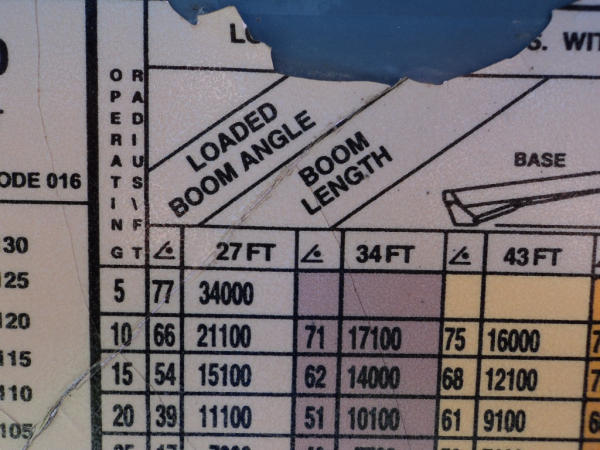 S. WIT
ODE 016
OPERATING
RADIUS\FT
LOADED
BOOM ANGLE
BOOM
LENGTH
BASE
27 FT 34 FT 43 FT
5 77 34000
10 66 21100 71 17100 75 16000
15 54 15100 62 14000 68 12100
20 39 11100 51 10100 61 9100
30
125
120
115
110
105